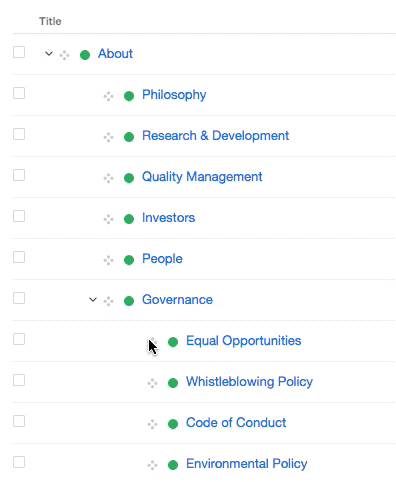 Title
About
Philosophy
Research & Development
Quality Management
Investors
People
Governance
Equal Opportunities
Whistleblowing Policy
Code of Conduct
Environmental Policy